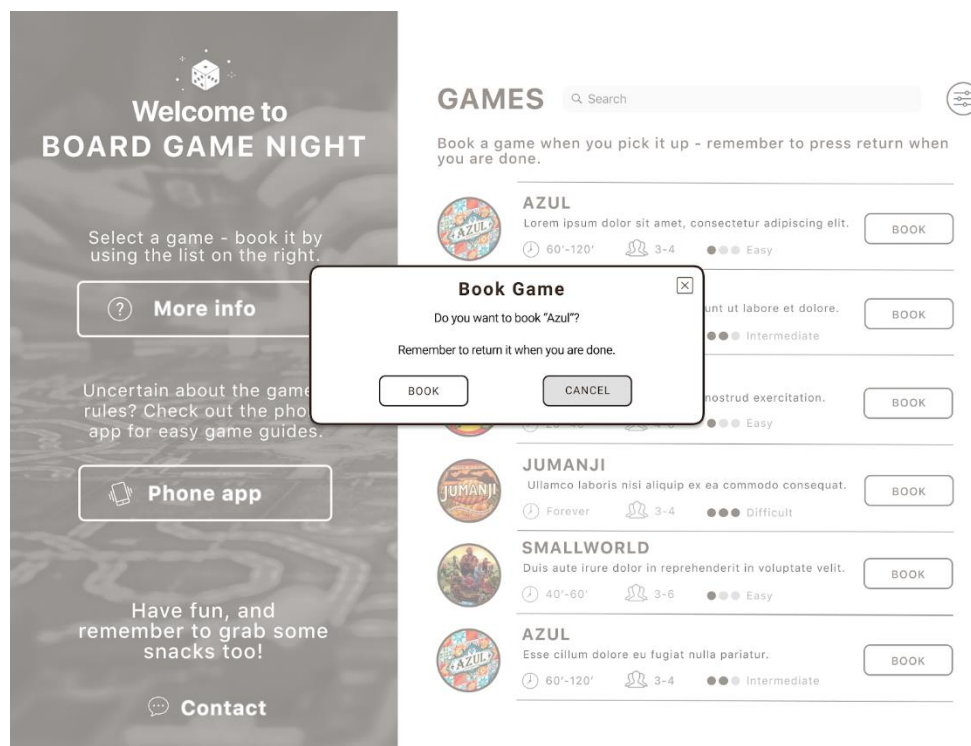 Welcome to
BOARD GAME NIGHT
Select a game - book it by
using the list on the right.
More info
Uncertain about the game
rules? Check out the pho
app for easy game guides.
Phone app
Have fun, and
remember to grab some
snacks too!
Contact
GAMES
Search
Book a game when you pick it up - remember to press return when
you are done.
AZUL
AZUL
Lorem ipsum dolor sit amet, consectetur adipiscing elit.
60'-120' 3-4 Easy
BOOK
Book Game
Do you want to book “Azul”?
Remember to return it when you are done.
BOOK
CANCEL
unt ut labore et dolore.
Intermediate
BOOK
nostrud exercitation.
Easy
BOOK
JUMANJI
JUMANJI
Ullamco laboris nisi aliquip ex ea commodo consequat.
Forever 3-4 Difficult
BOOK
SMALLWORLD
Duis aute irure dolor in reprehenderit in voluptate velit.
40'-60' 3-6 Easy
BOOK
AZUL
AZUL
Esse cillum dolore eu fugiat nulla pariatur.
60'-120' 3-4 Intermediate
BOOK